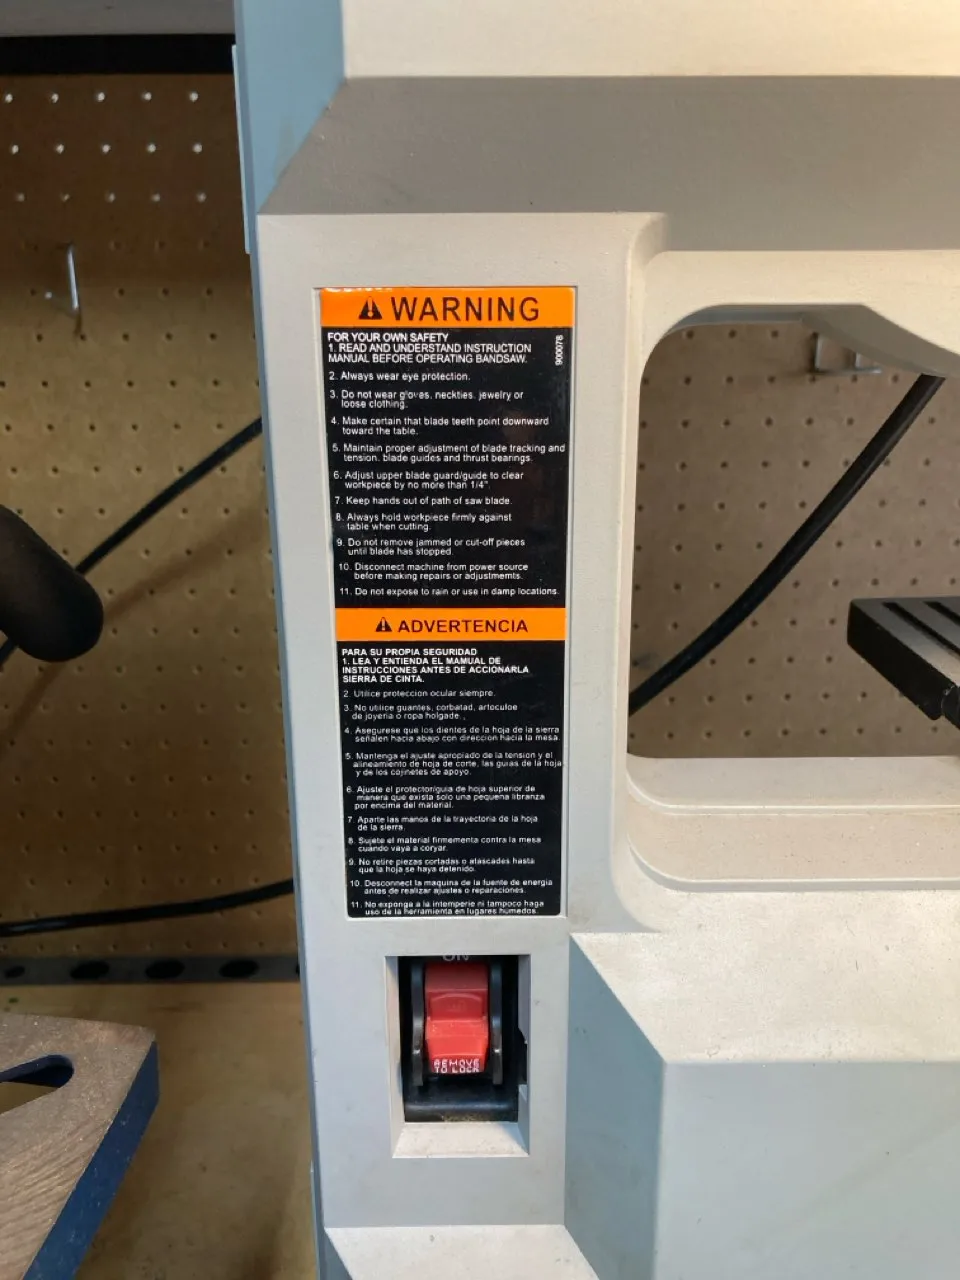 WARNING
FOR YOUR OWN SAFETY
1. READ AND UNDERSTAND INSTRUCTION
MANUAL BEFORE OPERATING BANDSAW.
900078
2. Always wear eye protection.
3. Do not wear gloves, neckties, jewelry or
loose clothing.
4. Make certain that blade teeth point downward
toward the table.
5. Maintain proper adjustment of blade tracking and
tension, blade guides and thrust bearings.
6. Adjust upper blade guard/guide to clear
workpiece by no more than 1/4".
7. Keep hands out of path of saw blade.
8. Always hold workpiece firmly against
table when cutting.
9. Do not remove jammed or cut-off pieces
until blade has stopped.
10. Disconnect machine from power source
before making repairs or adjustmemts.
11. Do not expose to rain or use in damp locations.
ADVERTENCIA
PARA SU PROPIA SEGURIDAD
1. LEA Y ENTIENDA EL MANUAL DE
INSTRUCCIONES ANTES DE ACCIONARLA
SIERRA DE CINTA.
2. Utilice proteccion ocular siempre.
3. No utilice guantes, corbatad, artoculoe
de joyeria o ropa holgade.,
4. Asegurese que los dientes de la hoja de la sierra
señalen hacia abajo con direccion hacia la mesa.
5. Mantenga el ajuste apropiado de la tension y el
alineamiento de hoja de corte, las guias de la hoja
y de los cojinetes de apoyo.
6. Ajuste el protector/guia de hoja superior de
manera que exista solo una pequena libranza
por encima del material.
7. Aparte las manos de la trayectoria de la hoja
de la sierra.
8. Sujete el material firmementa contra la mesa
cuando vaya a coryar.
9. No retire piezas cortadas o atascades hasta
que la hoja se haya detenido.
10. Desconnect la maquina de la fuente de energia
antes de realizar ajustes o reparaciones.
11. No exponga a la intemperie ni tampoco haga
uso de la herramienta en lugares humedos.
ON
REMOVE
TO LOCK